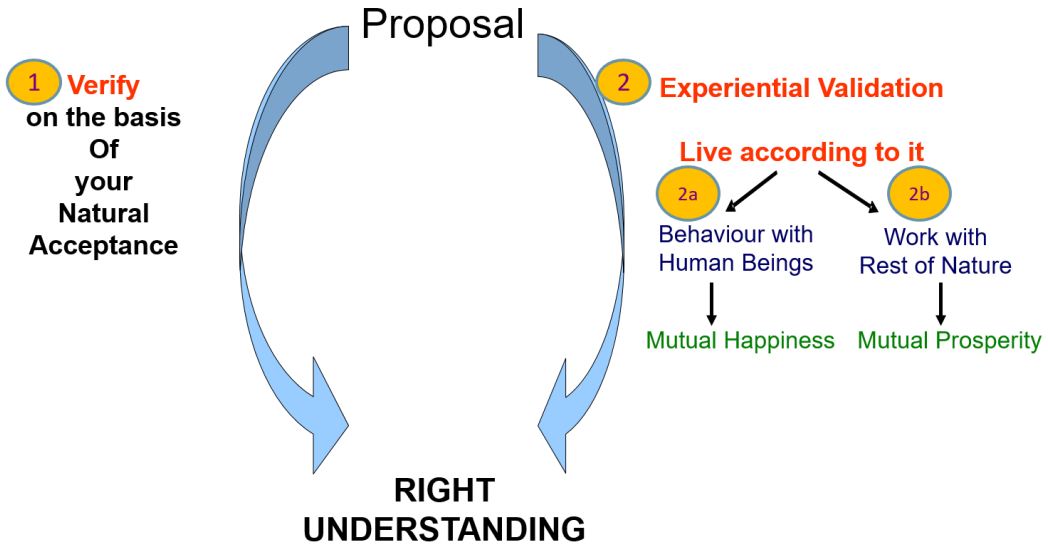 Proposal
1 Verify
on the basis
Of
your
Natural
Acceptance
2 Experiential Validation
Live according to it
2a
Behaviour with
Human Beings
Mutual Happiness
2b
Work with
Rest of Nature
Mutual Prosperity
RIGHT
UNDERSTANDING